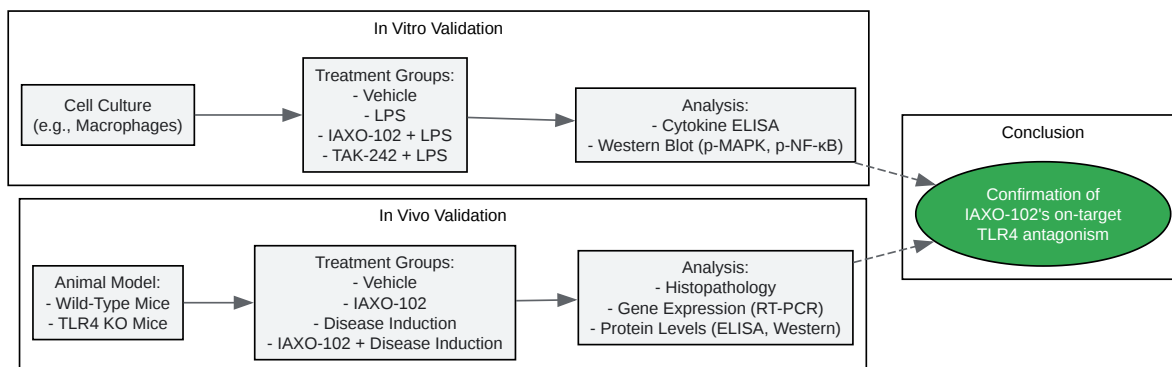 In Vitro Validation
Cell Culture
(e.g., Macrophages)
Treatment Groups:
- Vehicle
- LPS
- IAXO-102 + LPS
- TAK-242 + LPS
Analysis:
- Cytokine ELISA
- Western Blot (p-MAPK, p-NF-κB)
In Vivo Validation
Animal Model:
- Wild-Type Mice
- TLR4 KO Mice
Treatment Groups:
- Vehicle
- IAXO-102
- Disease Induction
- IAXO-102 + Disease Induction
Analysis:
- Histopathology
- Gene Expression (RT-PCR)
- Protein Levels (ELISA, Western)
Conclusion
Confirmation of
IAXO-102's on-target
TLR4 antagonism